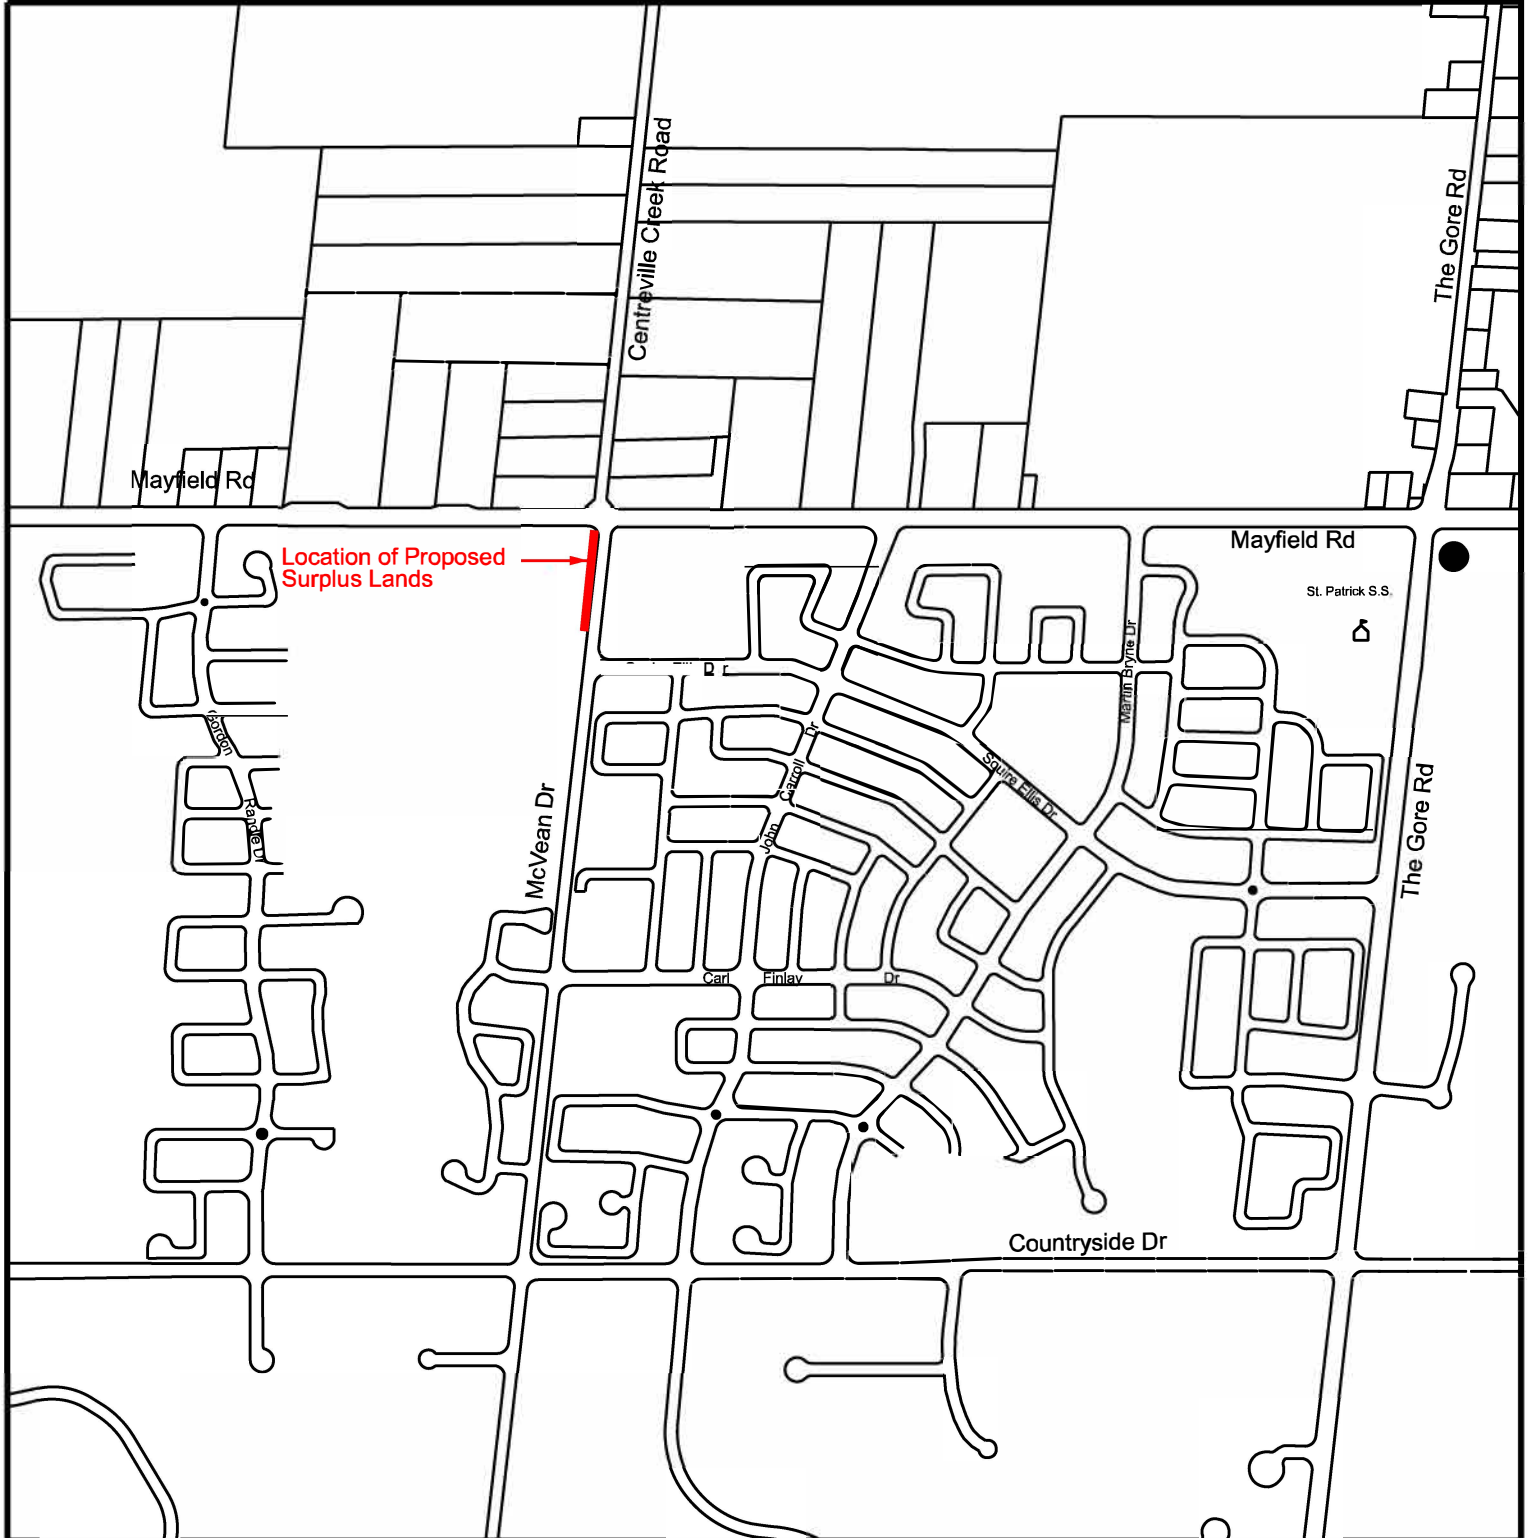 Centreville Creek Road
The Gore Rd
Mayfield Rd
Location of Proposed
Surplus Lands
Mayfield Rd
St. Patrick S.S.
Martin Bryne Dr
Gordon
Randle Dr
McVean Dr
John Carroll Dr
Squire Ellis Dr
The Gore Rd
Carl Finlay Dr
Countryside Dr